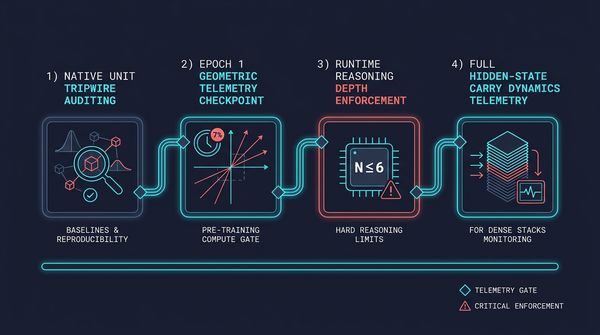 1) NATIVE UNIT
TRIPWIRE
AUDITING
2) EPOCH 1
GEOMETRIC
TELEMETRY
CHECKPOINT
3) RUNTIME
REASONING
DEPTH
ENFORCEMENT
4) FULL
HIDDEN-STATE
CARRY DYNAMICS
TELEMETRY
7%
N≤6
BASELINES &
REPRODUCIBILITY
PRE-TRAINING
COMPUTE GATE
HARD REASONING
LIMITS
FOR DENSE STACKS
MONITORING
TELEMETRY GATE
CRITICAL ENFORCEMENT